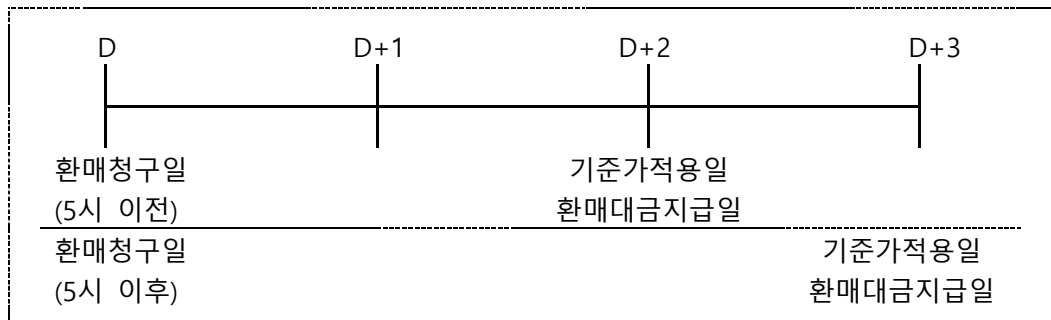 D D+1 D+2 D+3
환매청구일 기준가적용일
(5시 이전) 환매대금지급일
환매청구일 기준가적용일
(5시 이후) 환매대금지급일